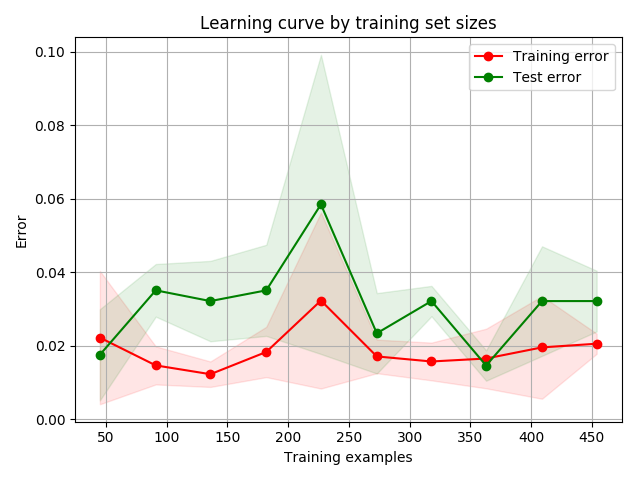 Learning curve by training set sizes
Training error
Test error
0.10
0.08
0.06
0.04
0.02
0.00
Error
50 100 150 200 250 300 350 400 450
Training examples